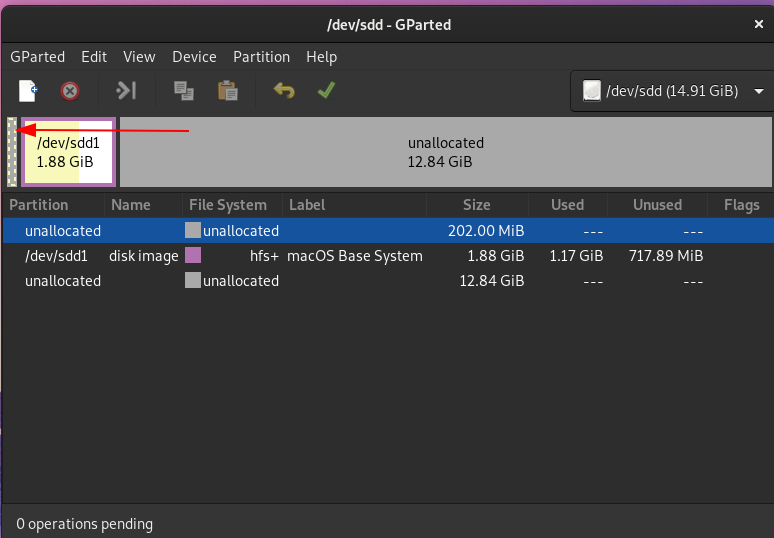 /dev/sdd - GParted
GParted Edit View Device Partition Help
/dev/sdd (14.91 GiB)
/dev/sdd1
1.88 GiB
unallocated
12.84 GiB
Partition Name File System Label Size Used Unused Flags
unallocated unallocated 202.00 MiB --- ---
/dev/sdd1 disk image hfs+ macOS Base System 1.88 GiB 1.17 GiB 717.89 MiB
unallocated unallocated 12.84 GiB --- ---
0 operations pending